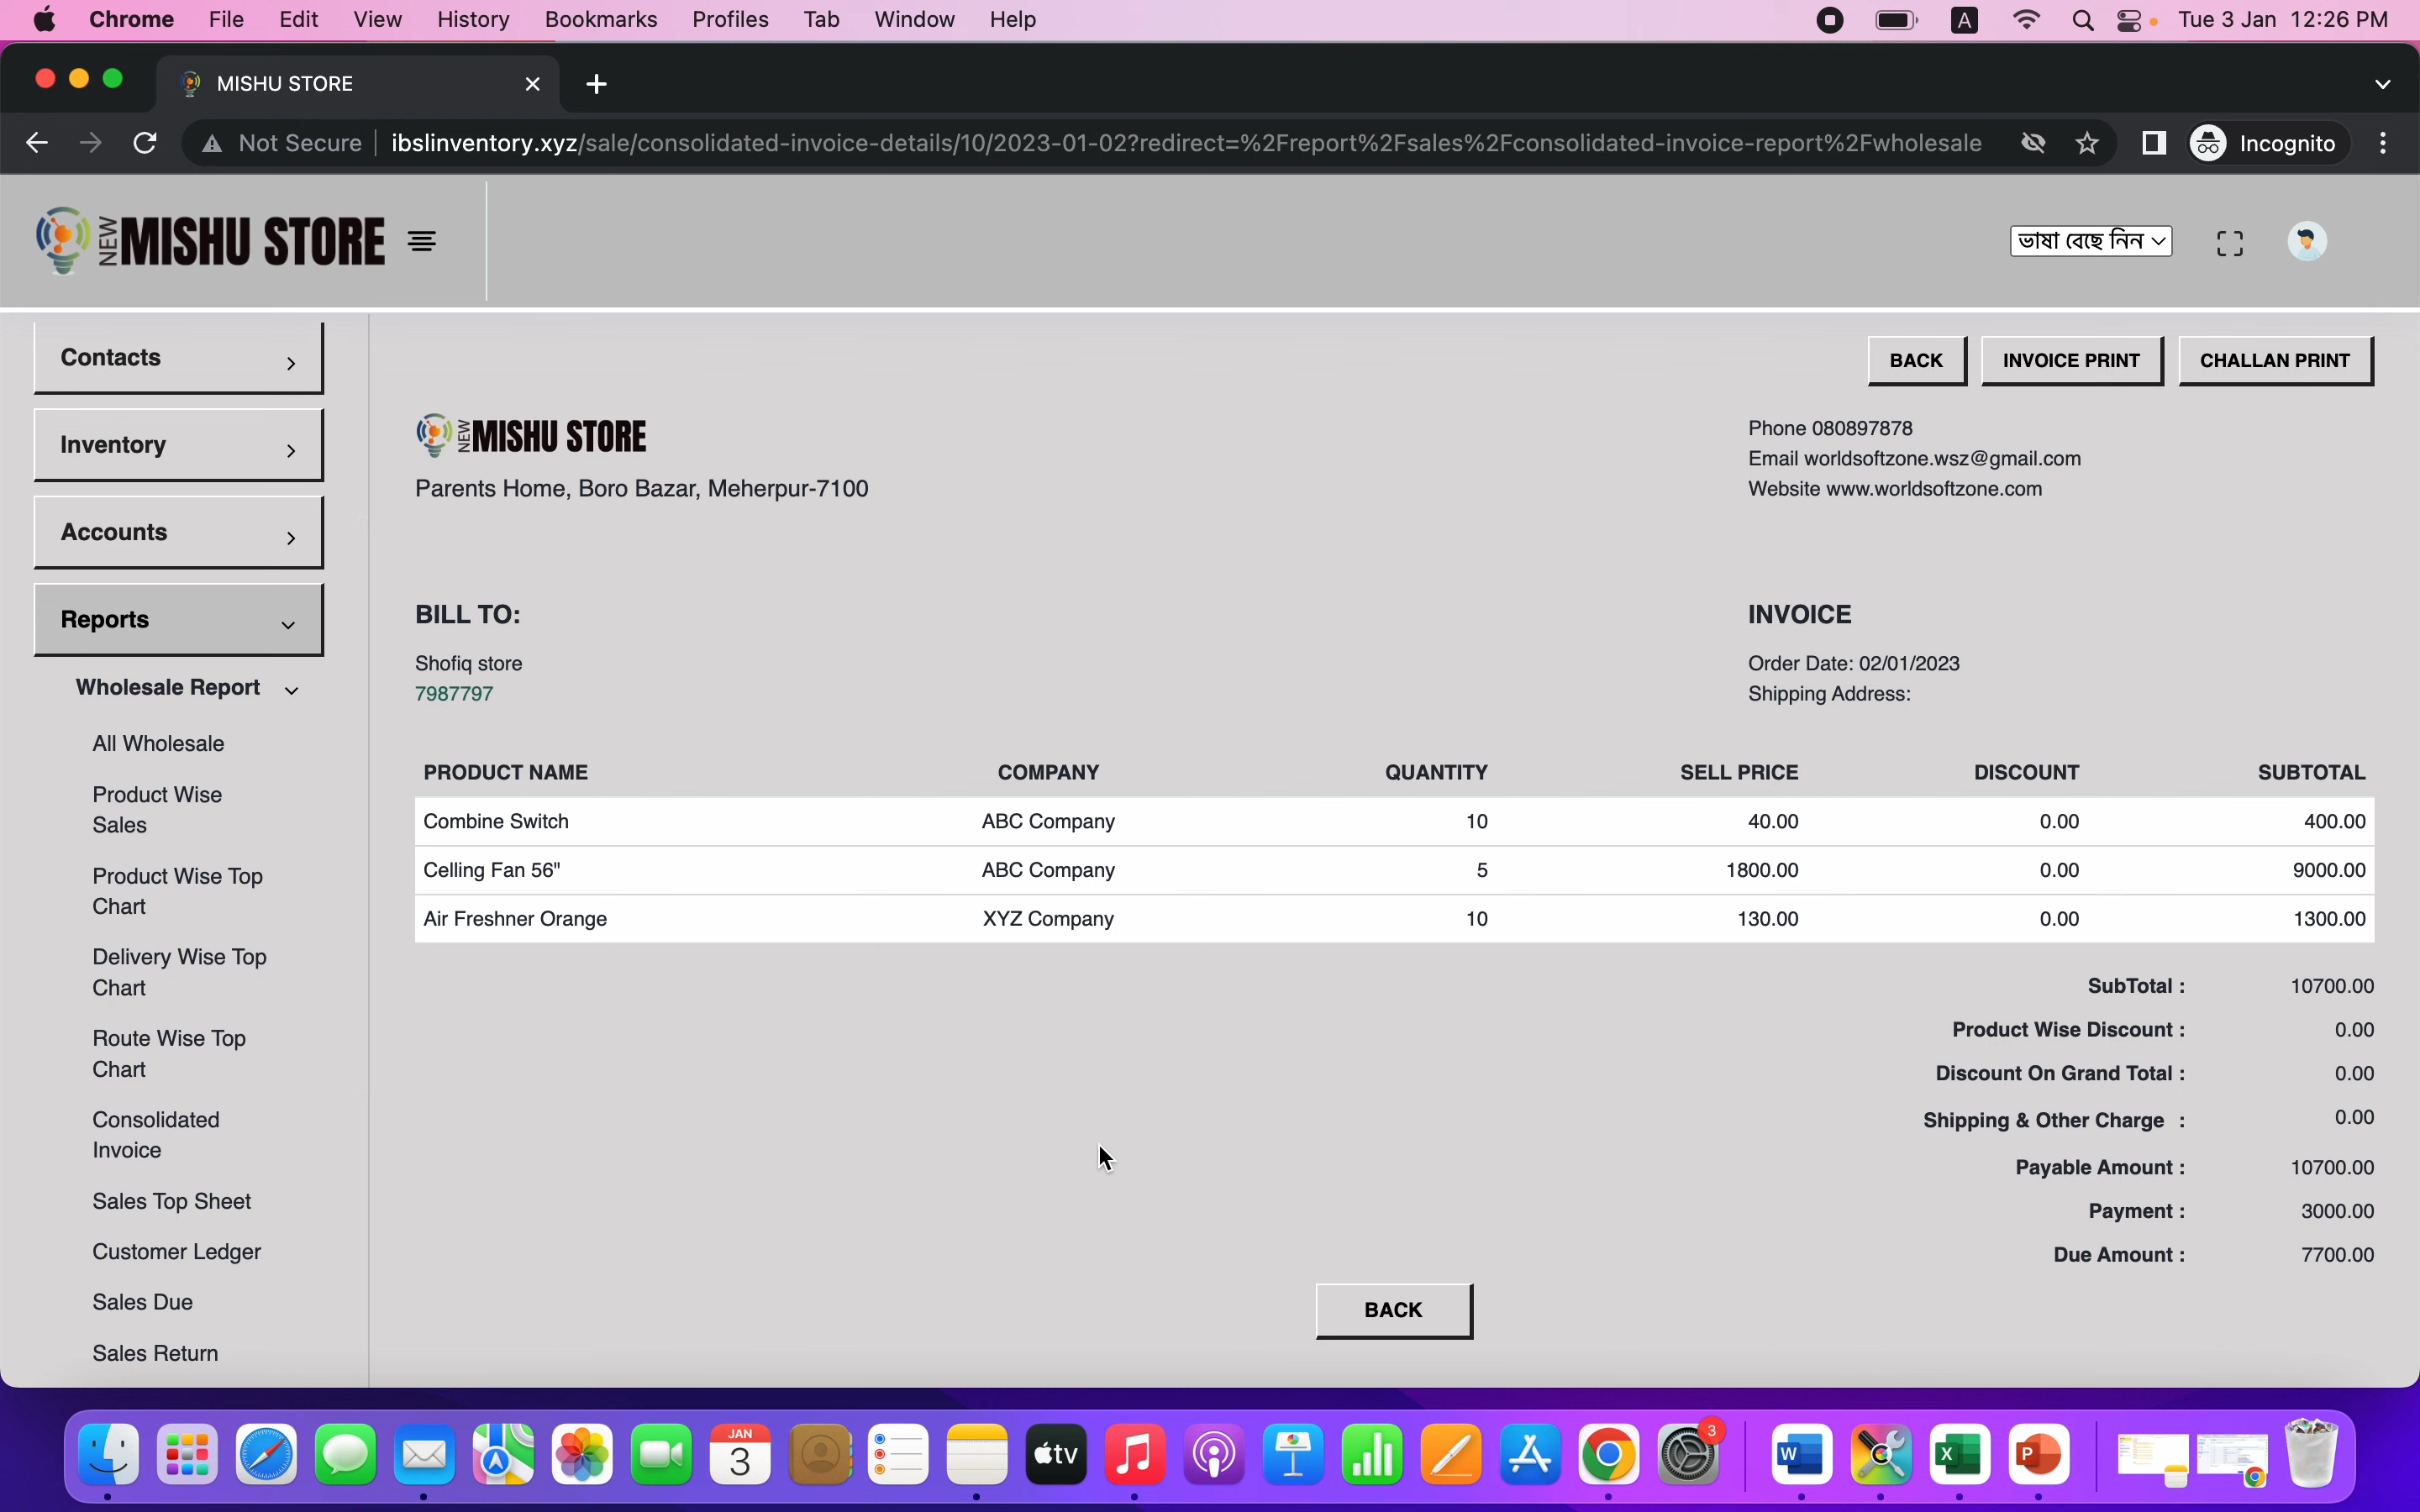 Chrome File Edit View History Bookmarks Profiles Tab Window Help A Tue 3 Jan 12:26 PM
MISHU STORE
Not Secure ibslinventory.xyz/sale/consolidated-invoice-details/10/2023-01-02?redirect=%2Freport%2Fsales%2Fconsolidated-invoice-report%2Fwholesale Incognito
NEW MISHU STORE ভাষা বেছে নিন
Contacts
Inventory
Accounts
Reports
Wholesale Report
All Wholesale
Product Wise
Sales
Product Wise Top
Chart
Delivery Wise Top
Chart
Route Wise Top
Chart
Consolidated
Invoice
Sales Top Sheet
Customer Ledger
Sales Due
Sales Return
BACK INVOICE PRINT CHALLAN PRINT
NEW MISHU STORE
Parents Home, Boro Bazar, Meherpur-7100
Phone 080897878
Email worldsoftzone.wsz@gmail.com
Website www.worldsoftzone.com
BILL TO:
Shofiq store
7987797
INVOICE
Order Date: 02/01/2023
Shipping Address:
PRODUCT NAME COMPANY QUANTITY SELL PRICE DISCOUNT SUBTOTAL
Combine Switch ABC Company 10 40.00 0.00 400.00
Celling Fan 56" ABC Company 5 1800.00 0.00 9000.00
Air Freshner Orange XYZ Company 10 130.00 0.00 1300.00
SubTotal : 10700.00
Product Wise Discount : 0.00
Discount On Grand Total : 0.00
Shipping & Other Charge : 0.00
Payable Amount : 10700.00
Payment : 3000.00
Due Amount : 7700.00
BACK
JAN
3
tv
3
W
X
P